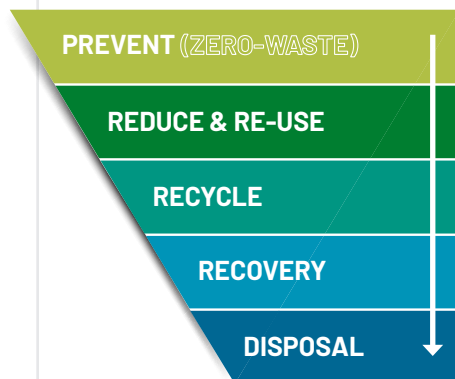 PREVENT (ZERO-WASTE)
REDUCE & RE-USE
RECYCLE
RECOVERY
DISPOSAL